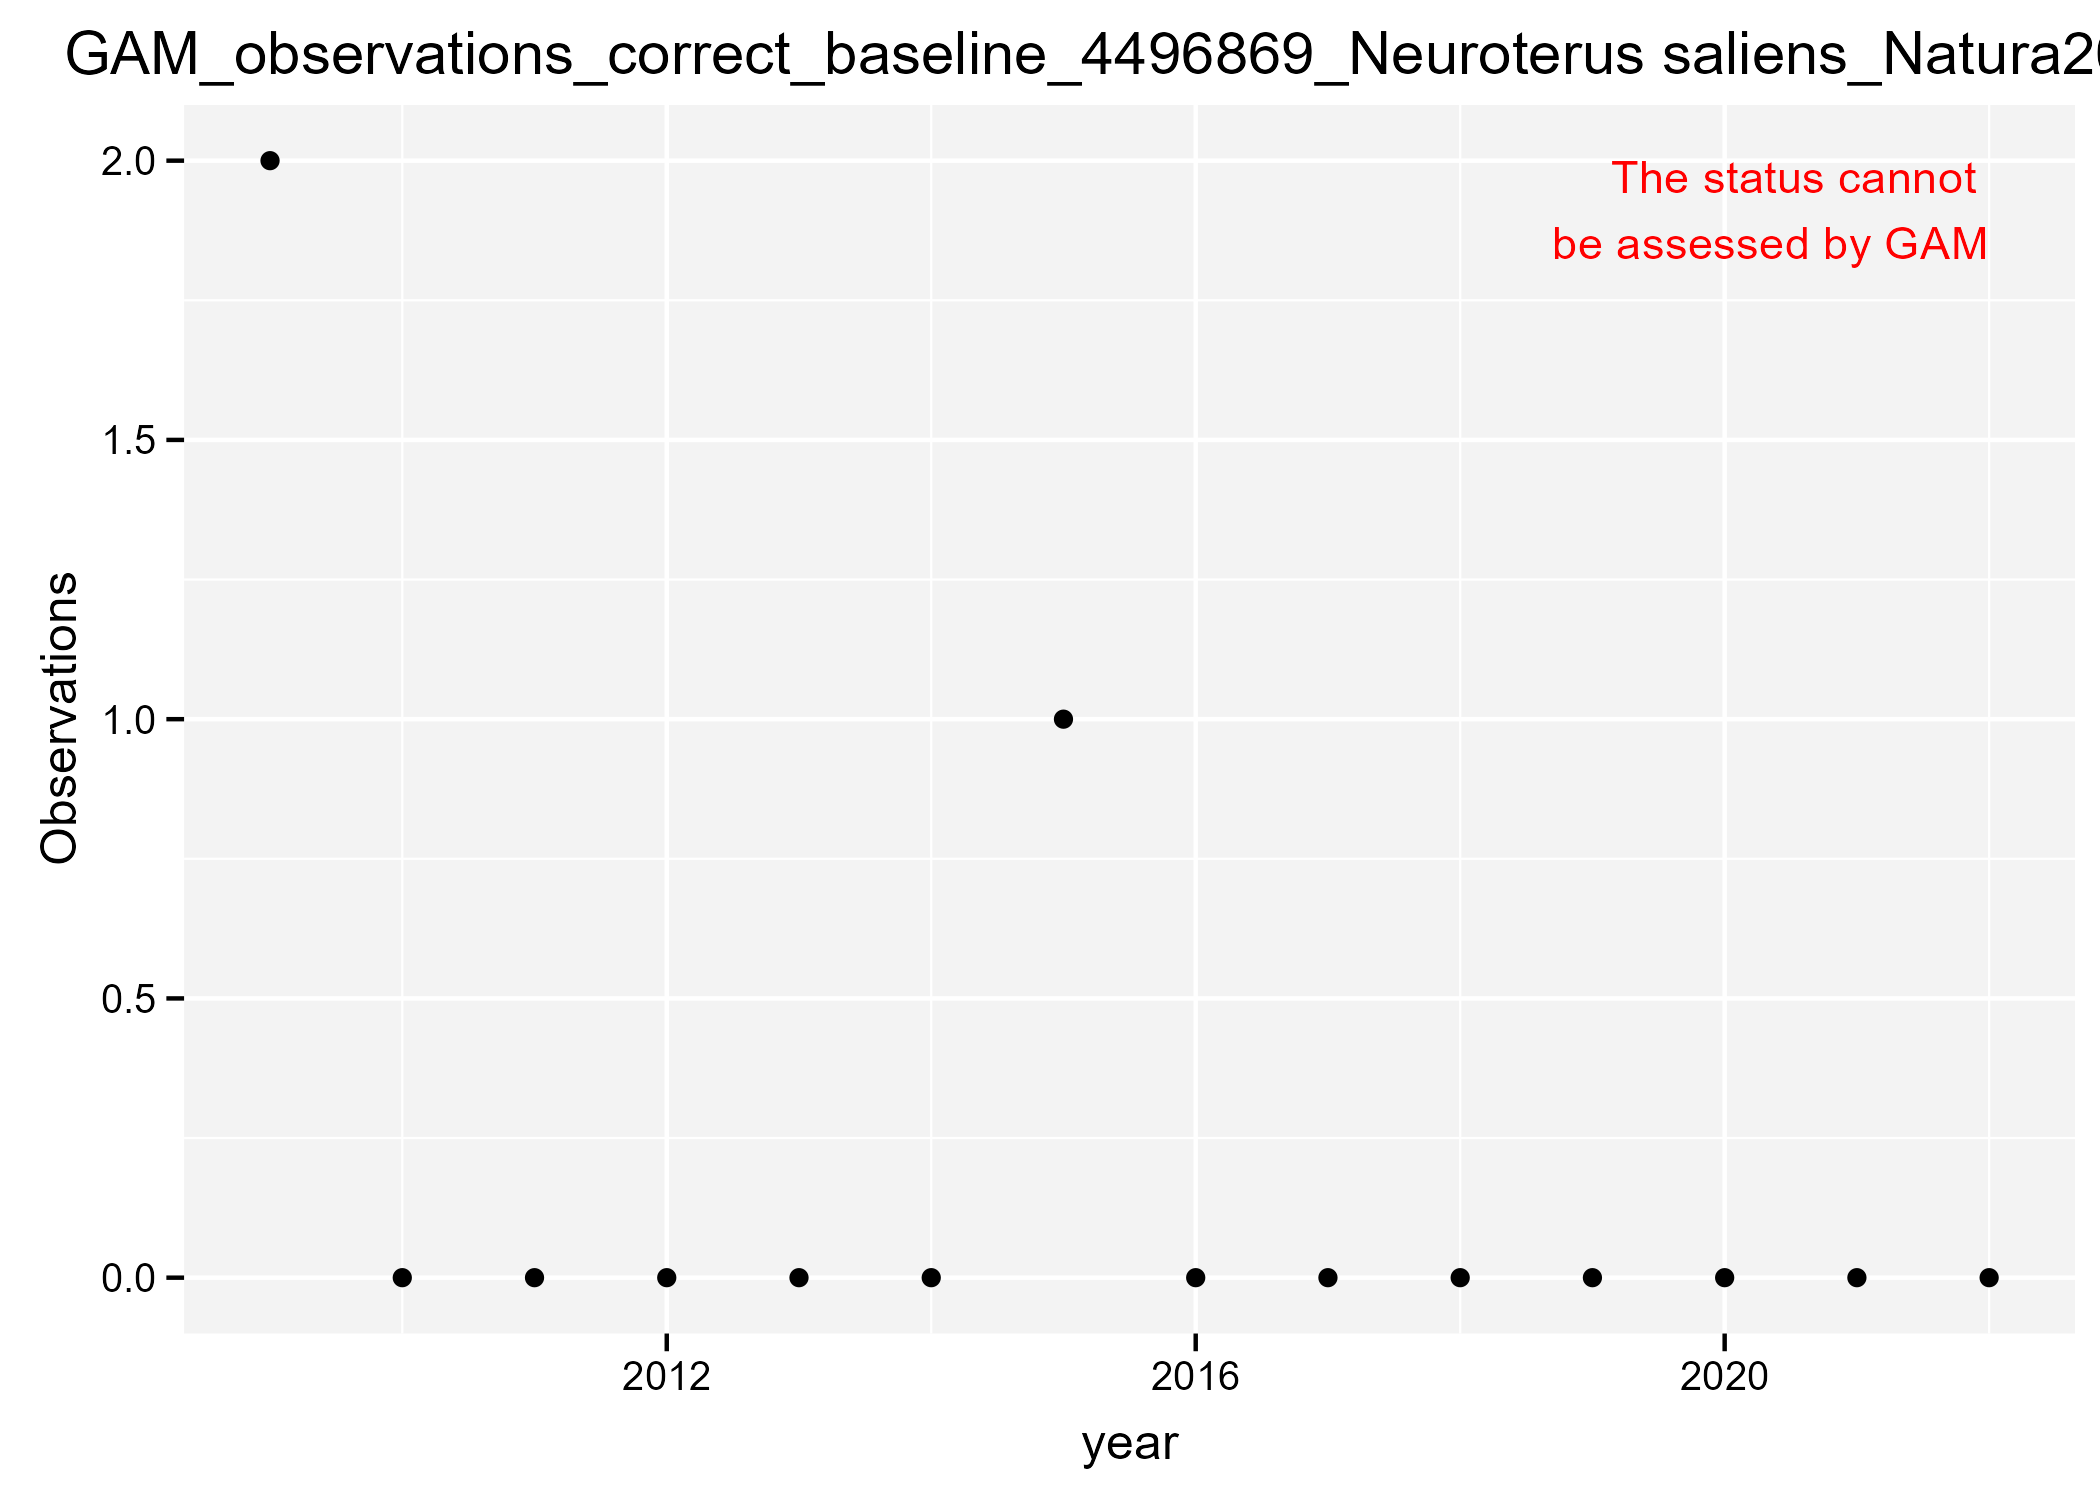 GAM_observations_correct_baseline_4496869_Neuroterus saliens_Natura20
2.0
The status cannot
be assessed by GAM
1.5
Observations
1.0
0.5
0.0
2012 2016 2020
year